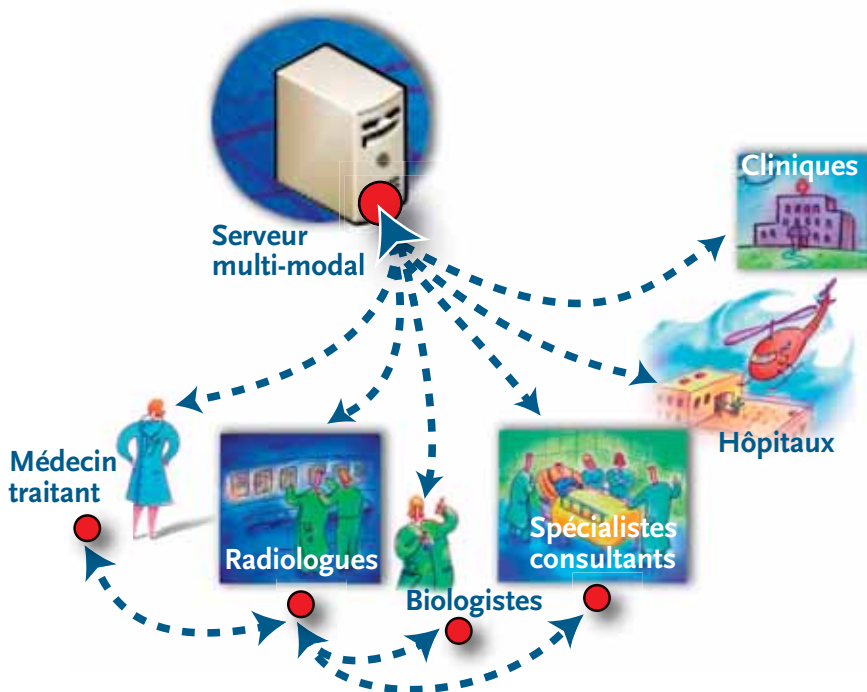 Cliniques
Serveur
multi-modal
Hôpitaux
Médecin
traitant
Radiologues
Spécialistes
consultants
Biologistes